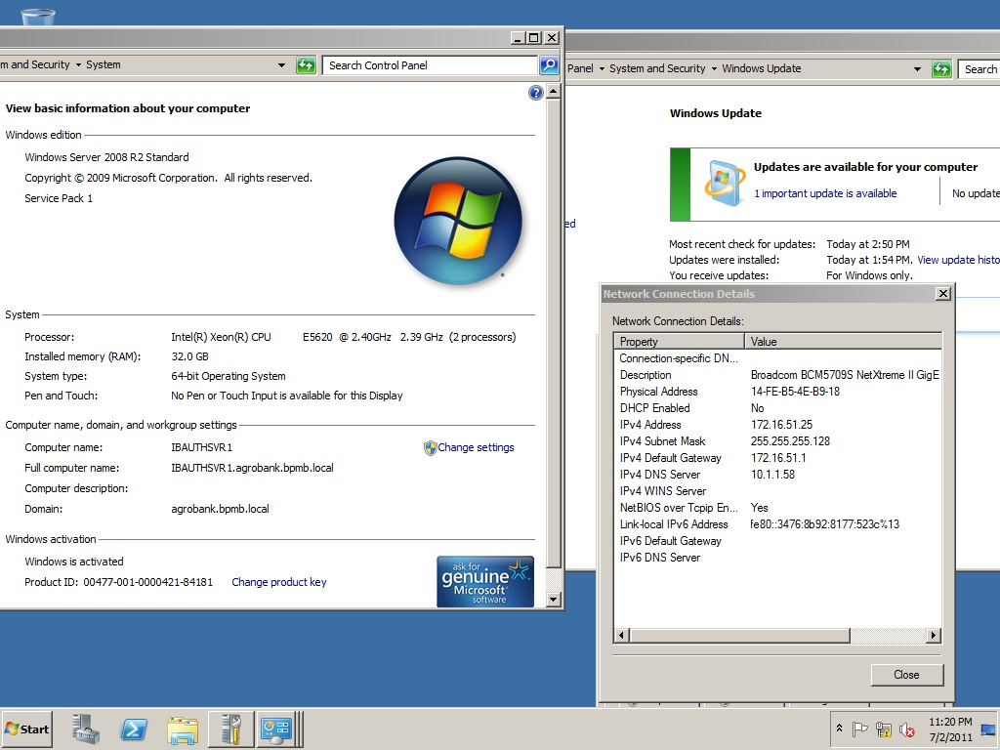 m and Security ▾ System
Search Control Panel
View basic information about your computer
Windows edition
Windows Server 2008 R2 Standard
Copyright © 2009 Microsoft Corporation. All rights reserved.
Service Pack 1
System
Processor: Intel(R) Xeon(R) CPU E5620 @ 2.40GHz 2.39 GHz (2 processors)
Installed memory (RAM): 32.0 GB
System type: 64-bit Operating System
Pen and Touch: No Pen or Touch Input is available for this Display
Computer name, domain, and workgroup settings
Computer name: IBAUTHSVR1
Change settings
Full computer name: IBAUTHSVR1.agrobank.bpmb.local
Computer description:
Domain: agrobank.bpmb.local
Windows activation
Windows is activated
Product ID: 00477-001-0000421-84181 Change product key
ask for
genuine
Microsoft
software
Panel ▾ System and Security ▾ Windows Update
Search
Windows Update
Updates are available for your computer
1 important update is available
No update
ed
Most recent check for updates: Today at 2:50 PM
Updates were installed: Today at 1:54 PM. View update histo
You receive updates: For Windows only.
Network Connection Details
Network Connection Details:
Property Value
Connection-specific DN...
Description Broadcom BCM5709S NetXtreme II GigE
Physical Address 14-FE-B5-4E-B9-18
DHCP Enabled No
IPv4 Address 172.16.51.25
IPv4 Subnet Mask 255.255.255.128
IPv4 Default Gateway 172.16.51.1
IPv4 DNS Server 10.1.1.58
IPv4 WINS Server
NetBIOS over Tcpip En... Yes
Link-local IPv6 Address fe80::3476:8b92:8177:523c%13
IPv6 Default Gateway
IPv6 DNS Server
Close
Start
11:20 PM
7/2/2011